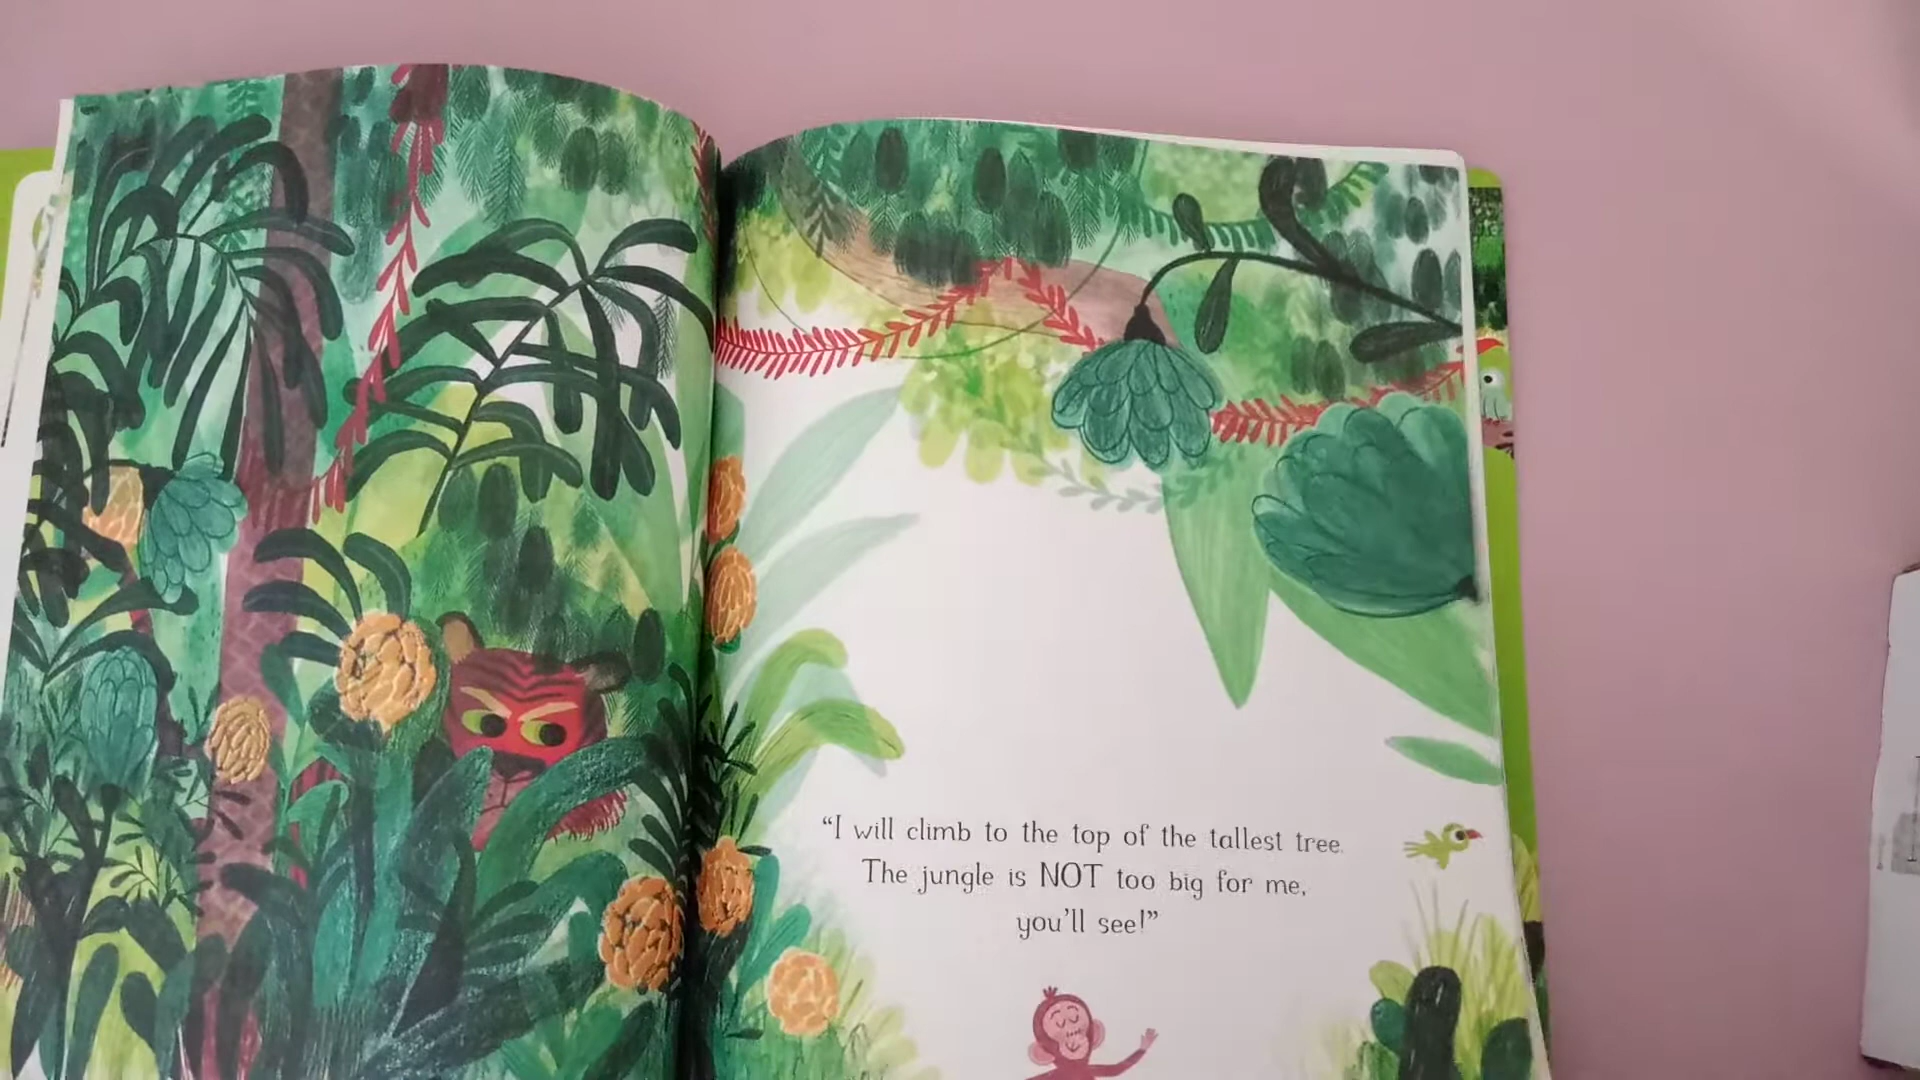 “I will climb to the top of the tallest tree.
The jungle is NOT too big for me,
you’ll see!”